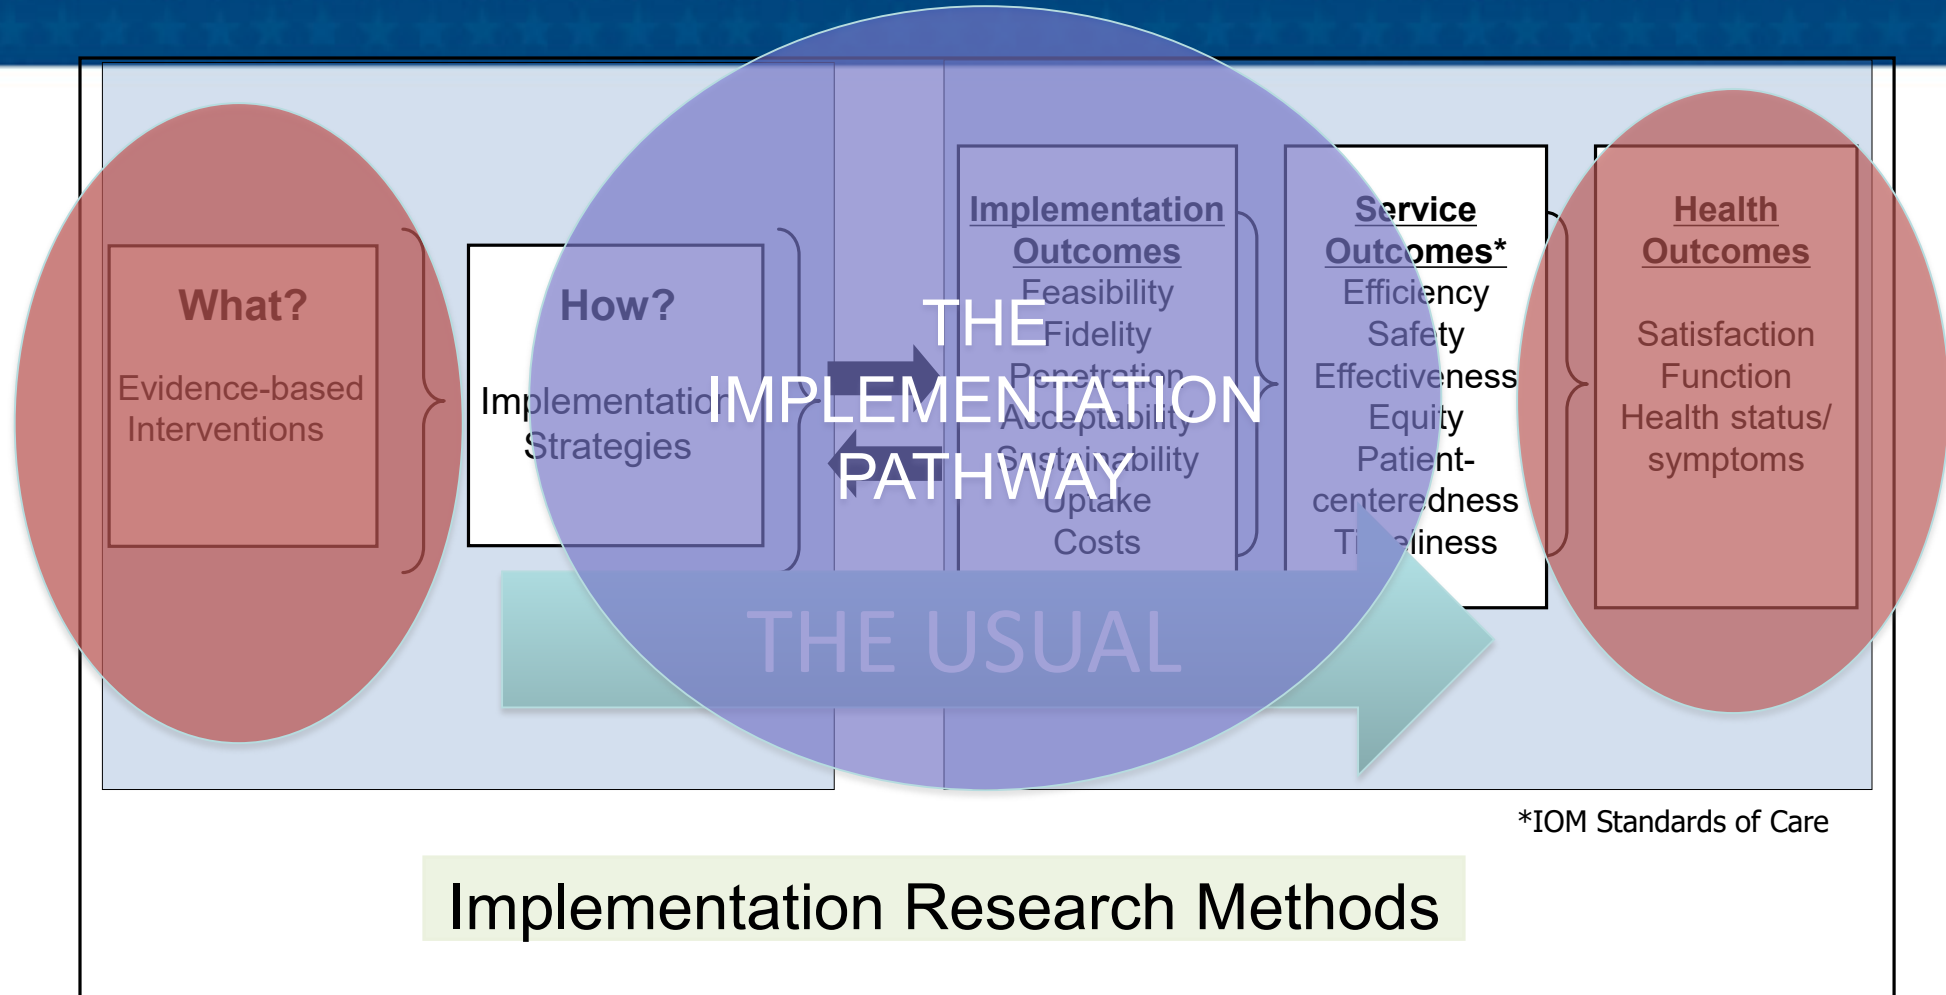 What?
Evidence-based
Interventions
How?
Implementation
Strategies
Implementation
Outcomes
Feasibility
Fidelity
Penetration
Acceptability
Sustainability
Uptake
Costs
THE
IMPLEMENTATION
PATHWAY
Service
Outcomes*
Efficiency
Safety
Effectiveness
Equity
Patient-
centeredness
Timeliness
Health
Outcomes
Satisfaction
Function
Health status/
symptoms
THE USUAL
*IOM Standards of Care
Implementation Research Methods